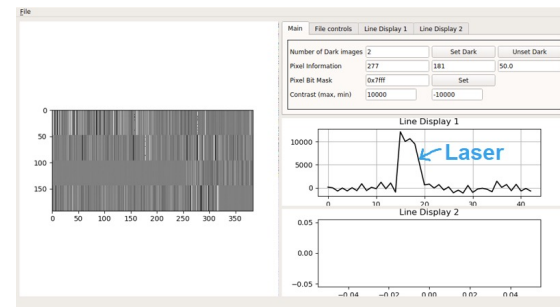 File
Main File controls Line Display 1 Line Display 2
Number of Dark images 2 Set Dark Unset Dark
Pixel Information 277 181 50.0
Pixel Bit Mask 0x7fff Set
Contrast (max, min) 10000 -10000
0
50
100
150
0 50 100 150 200 250 300 350
Line Display 1
10000
5000
0
0 10 20 30 40
Laser
Line Display 2
0.05
0.00
-0.05
-0.04 -0.02 0.00 0.02 0.04